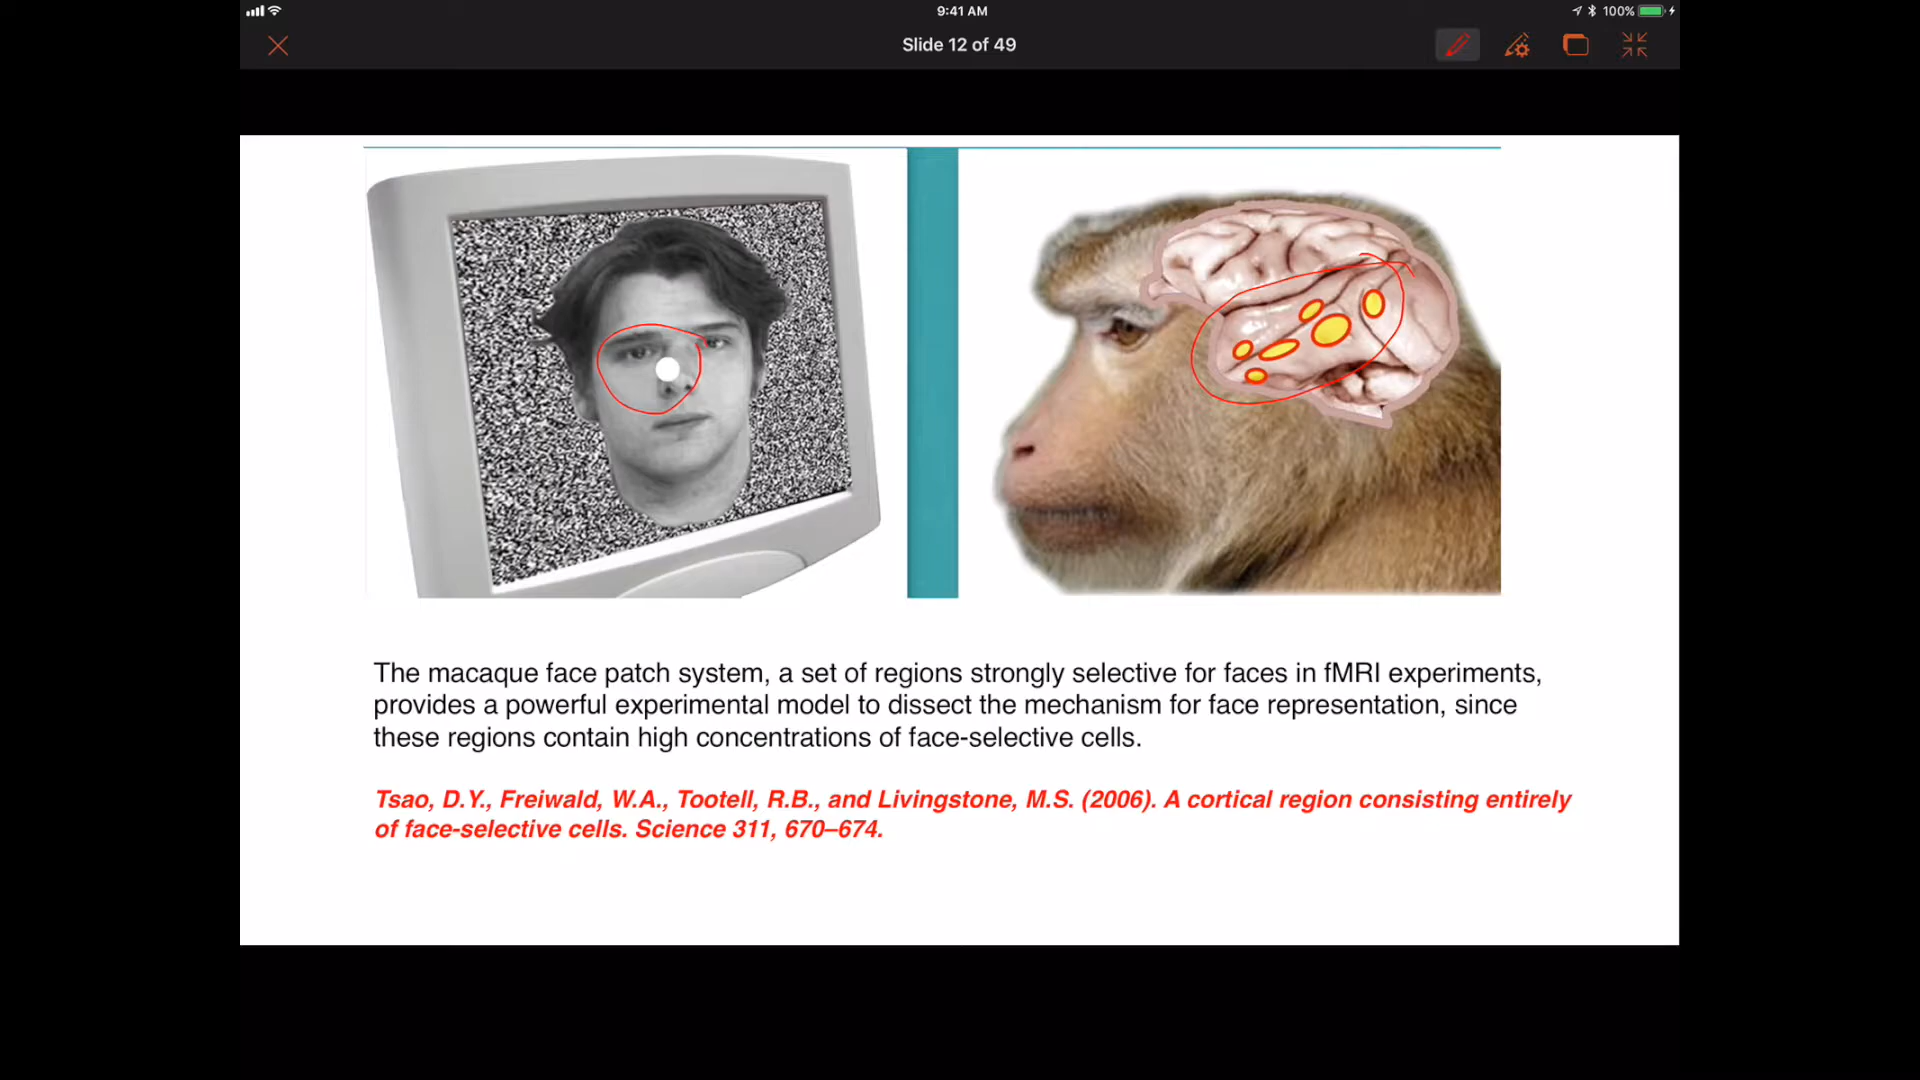 9:41 AM
100%
Slide 12 of 49
The macaque face patch system, a set of regions strongly selective for faces in fMRI experiments,
provides a powerful experimental model to dissect the mechanism for face representation, since
these regions contain high concentrations of face-selective cells.
Tsao, D.Y., Freiwald, W.A., Tootell, R.B., and Livingstone, M.S. (2006). A cortical region consisting entirely
of face-selective cells. Science 311, 670–674.